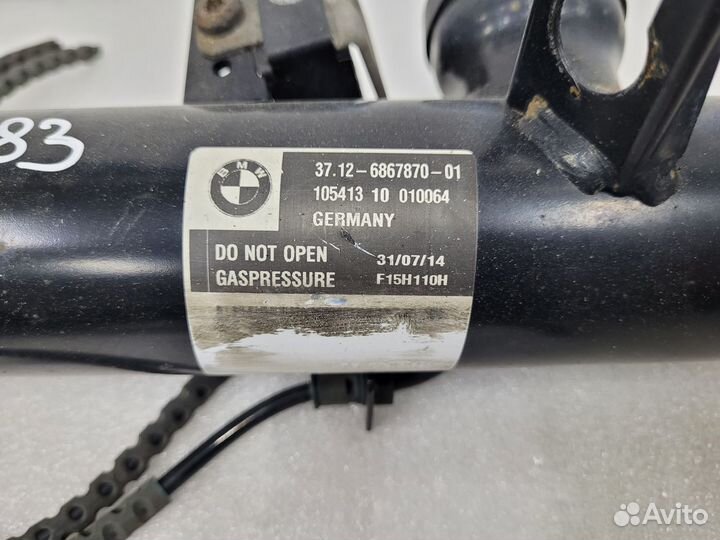 83
BMW
37.12-6867870-01
105413 10 010064
GERMANY
DO NOT OPEN 31/07/14
GASPRESSURE F15H110H
Avito